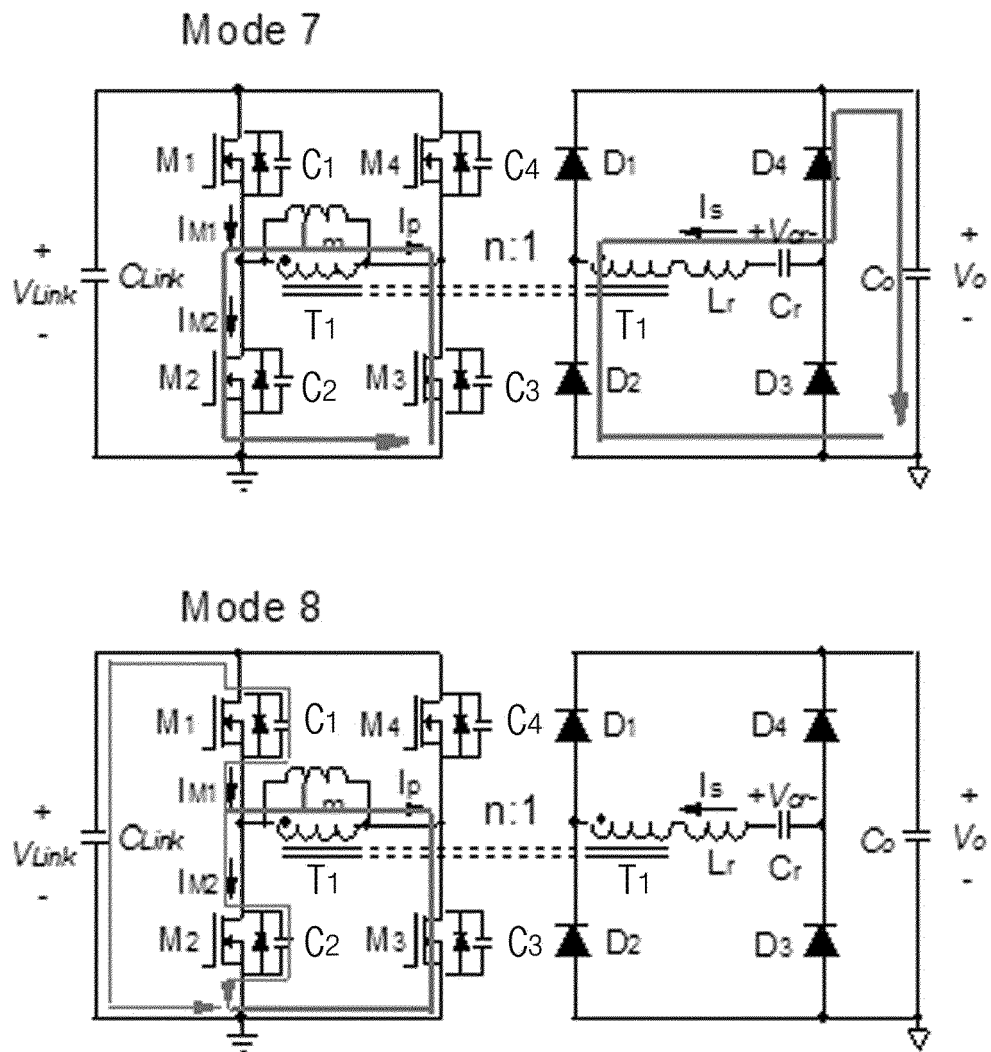 Mode 7
M1 C1 M4 C4 D1 D4
IM1 Ip n:1 Is +Vcr-
+ VLink - CLink m Co + Vo -
IM2 T1 T1 Lr Cr
M2 C2 M3 C3 D2 D3
Mode 8
M1 C1 M4 C4 D1 D4
IM1 Ip n:1 Is +Vcr-
+ VLink - CLink m Co + Vo -
IM2 T1 T1 Lr Cr
M2 C2 M3 C3 D2 D3